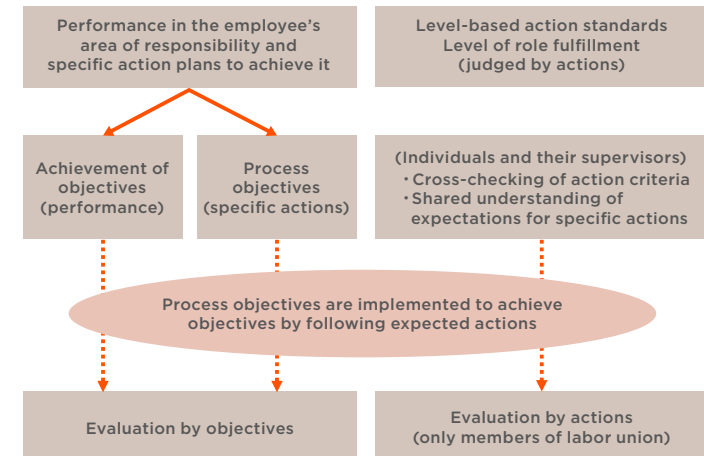 Performance in the employee’s
area of responsibility and
specific action plans to achieve it
Level-based action standards
Level of role fulfillment
(judged by actions)
Achievement of
objectives
(performance)
Process
objectives
(specific actions)
(Individuals and their supervisors)
・Cross-checking of action criteria
・Shared understanding of
expectations for specific actions
Process objectives are implemented to achieve
objectives by following expected actions
Evaluation by objectives
Evaluation by actions
(only members of labor union)